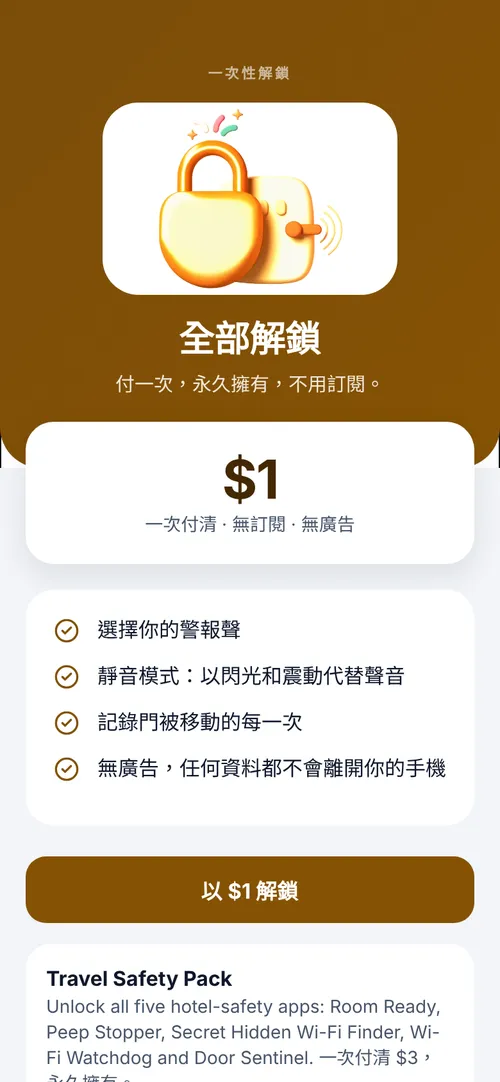 一次性解鎖
全部解鎖
付一次，永久擁有，不用訂閱。
$1
一次付清 · 無訂閱 · 無廣告
選擇你的警報聲
靜音模式：以閃光和震動代替聲音
記錄門被移動的每一次
無廣告，任何資料都不會離開你的手機
以 $1 解鎖
Travel Safety Pack
Unlock all five hotel-safety apps: Room Ready,
Peep Stopper, Secret Hidden Wi-Fi Finder, Wi-
Fi Watchdog and Door Sentinel. 一次付清 $3，
永久擁有。